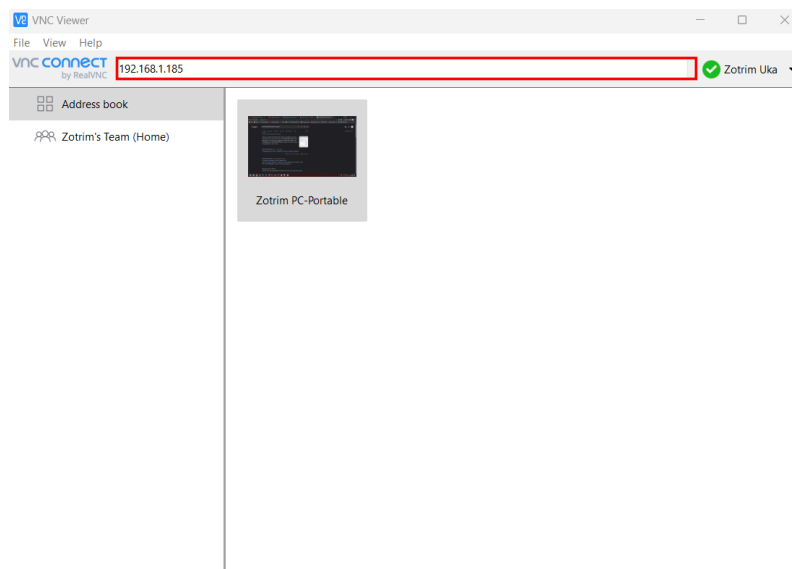 VNC Viewer
File View Help
vnc connect
by RealVNC
192.168.1.185
Zotrim Uka
Address book
Zotrim's Team (Home)
Zotrim PC-Portable